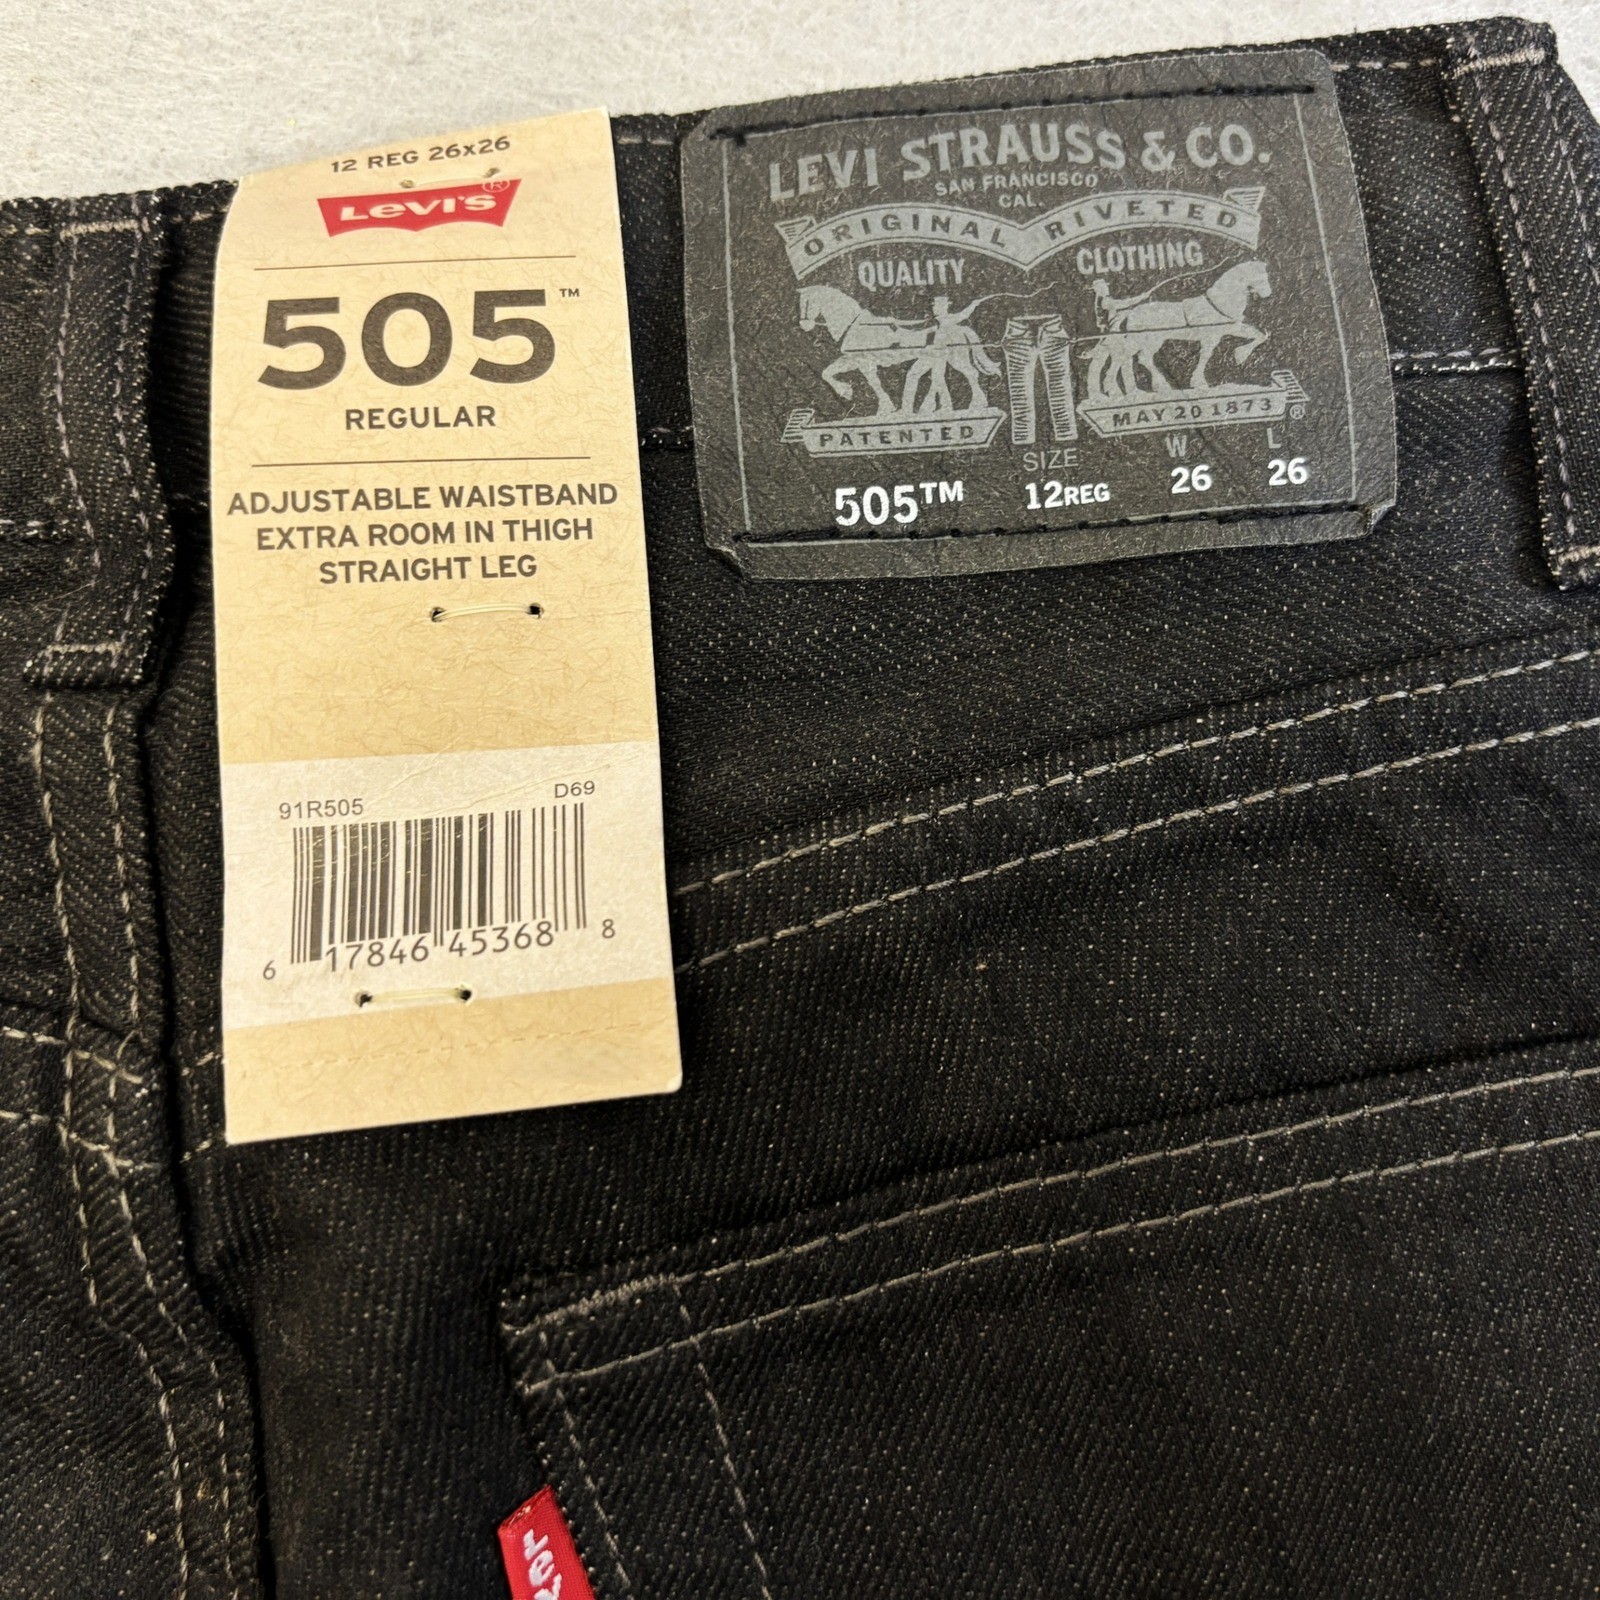 12 REG 26x26
Levi's®
505™
REGULAR
ADJUSTABLE WAISTBAND
EXTRA ROOM IN THIGH
STRAIGHT LEG
91R505 D69
6 17846 45368 8
LEVI STRAUSS & CO.
SAN FRANCISCO
CAL.
ORIGINAL RIVETED
QUALITY CLOTHING
PATENTED MAY 20 1873 ®
SIZE W L
505™ 12REG 26 26
Lev